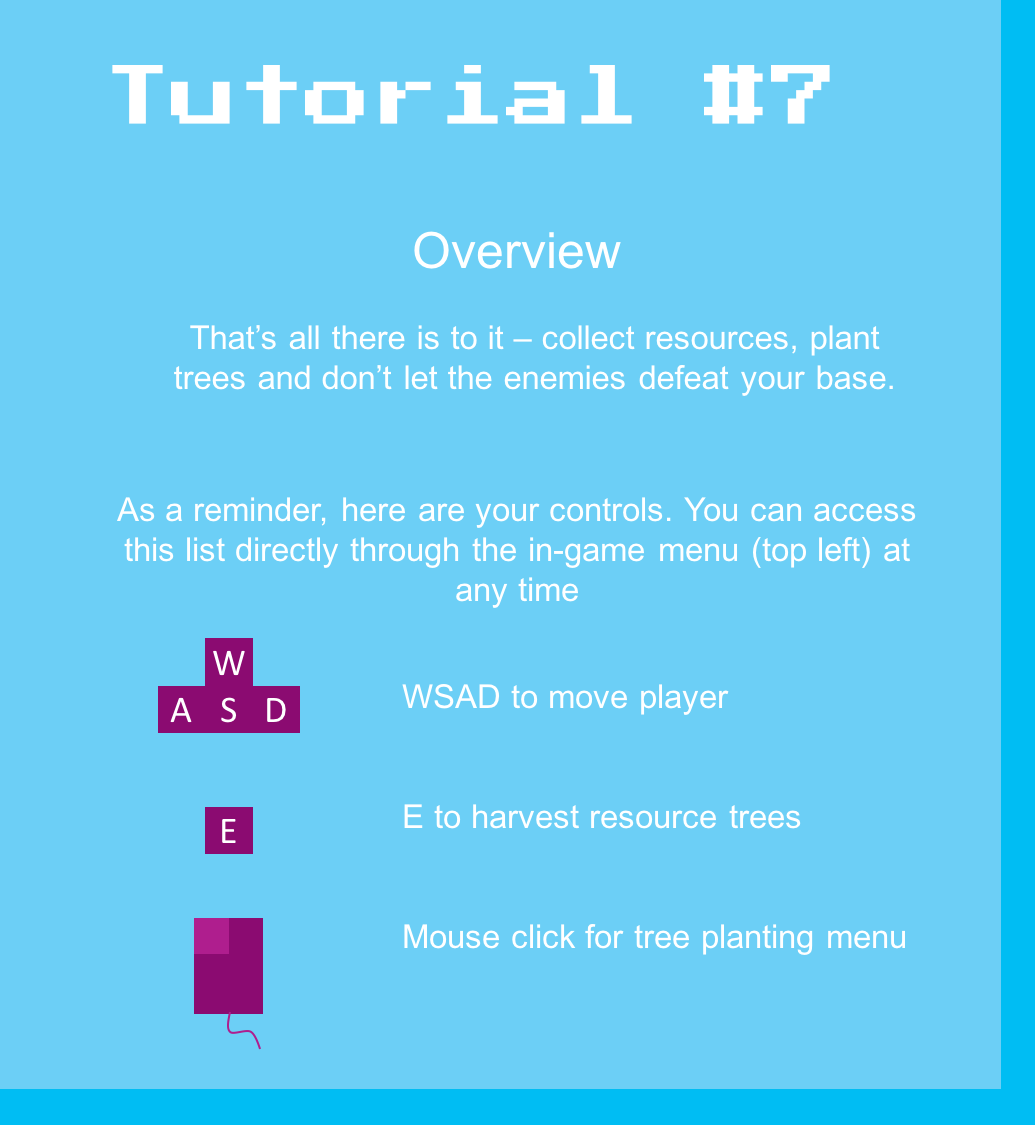 Tutorial #7
Overview
That’s all there is to it – collect resources, plant
trees and don’t let the enemies defeat your base.
As a reminder, here are your controls. You can access
this list directly through the in-game menu (top left) at
any time
W
A S D
WSAD to move player
E
E to harvest resource trees
Mouse click for tree planting menu